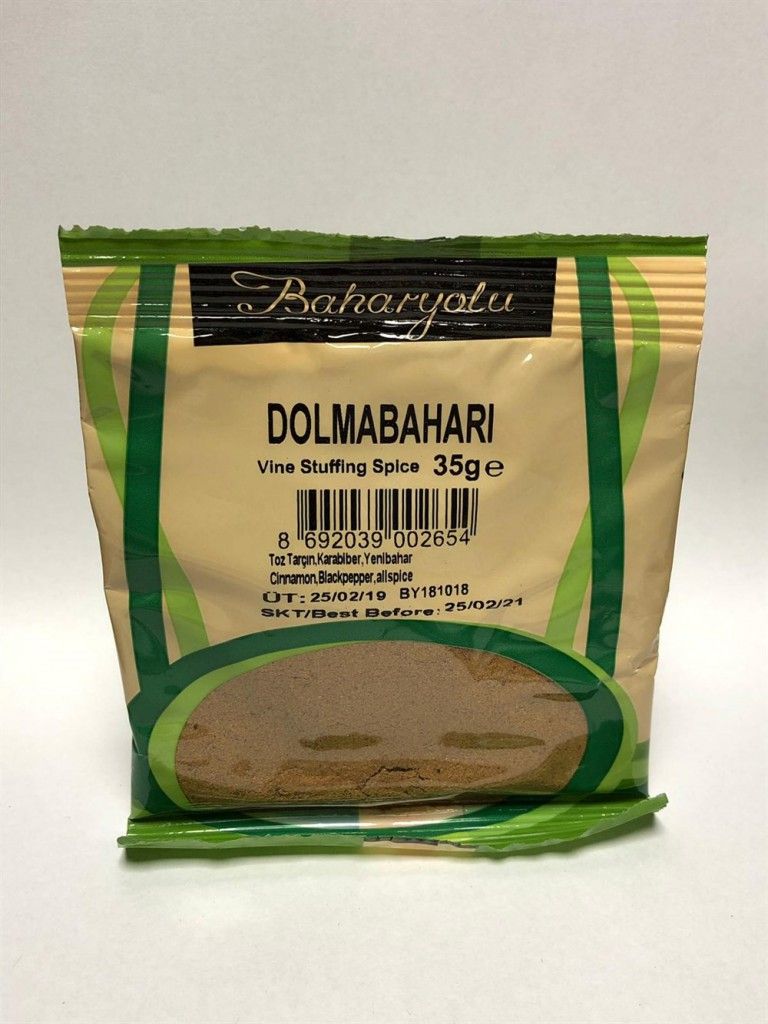 Baharyolu
DOLMABAHARI
Vine Stuffing Spice 35g e
8 692039 002654
Toz Tarçın,Karabiber,Yenibahar
Cinnamon,Blackpepper,allspice
ÜT: 25/02/19 BY181018
SKT/Best Before: 25/02/21